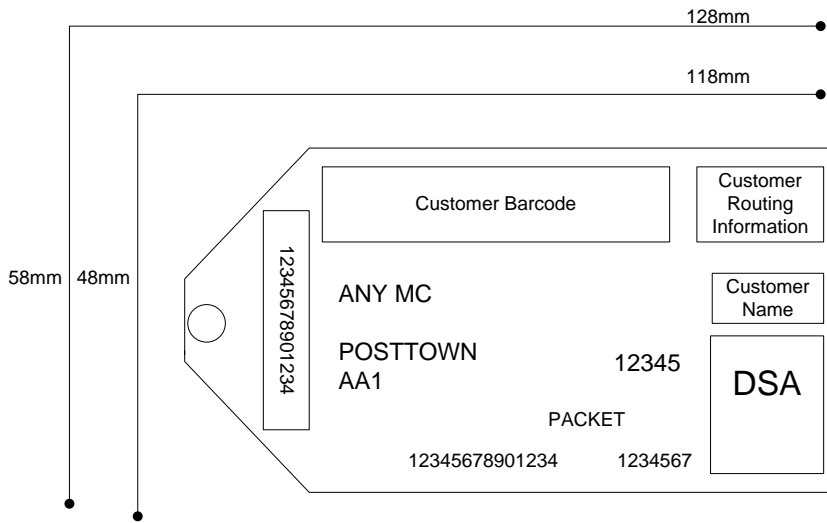 128mm
118mm
Customer Barcode
Customer
Routing
Information
58mm
48mm
12345678901234
ANY MC
Customer
Name
POSTTOWN
AA1
12345
DSA
PACKET
12345678901234
1234567